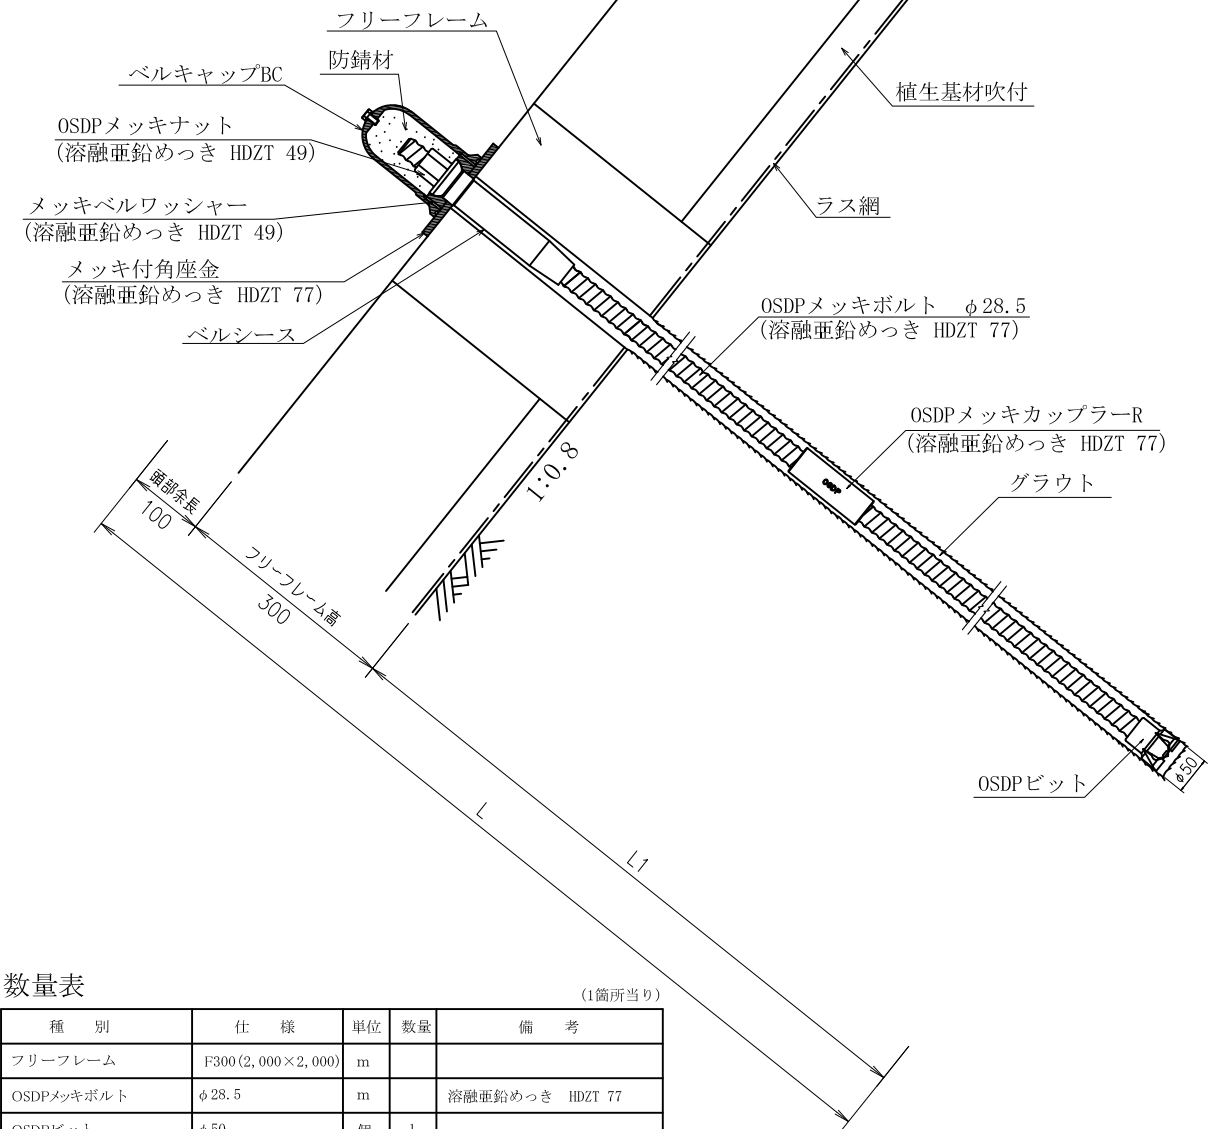 フリーフレーム
防錆材
ベルキャップBC
OSDPメッキナット
(溶融亜鉛めっき HDZT 49)
メッキベルワッシャー
(溶融亜鉛めっき HDZT 49)
メッキ付角座金
(溶融亜鉛めっき HDZT 77)
ベルシース
植生基材吹付
ラス網
OSDPメッキボルト φ28.5
(溶融亜鉛めっき HDZT 77)
OSDPメッキカップラーR
(溶融亜鉛めっき HDZT 77)
グラウト
OSDP
1:0.8
頭部余長
100
フリーフレーム高
300
OSDPビット
φ50
L
L1
数量表
(1箇所当り)
種 別 仕 様 単位 数量 備 考
フリーフレーム F300(2,000×2,000) m
OSDPメッキボルト φ28.5 m 溶融亜鉛めっき HDZT 77
OSDPビット φ50 個 1